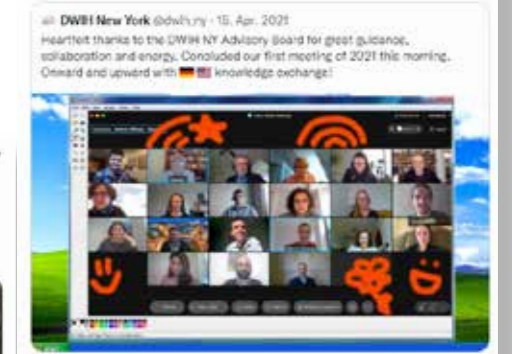 DWIH New York @dwih_ny · 15. Apr. 2021
Heartfelt thanks to the DWIH NY Advisory Board for great guidance,
collaboration and energy. Concluded our first meeting of 2021 this morning.
Onward and upward with 🇩🇪 🇺🇸 knowledge exchange!